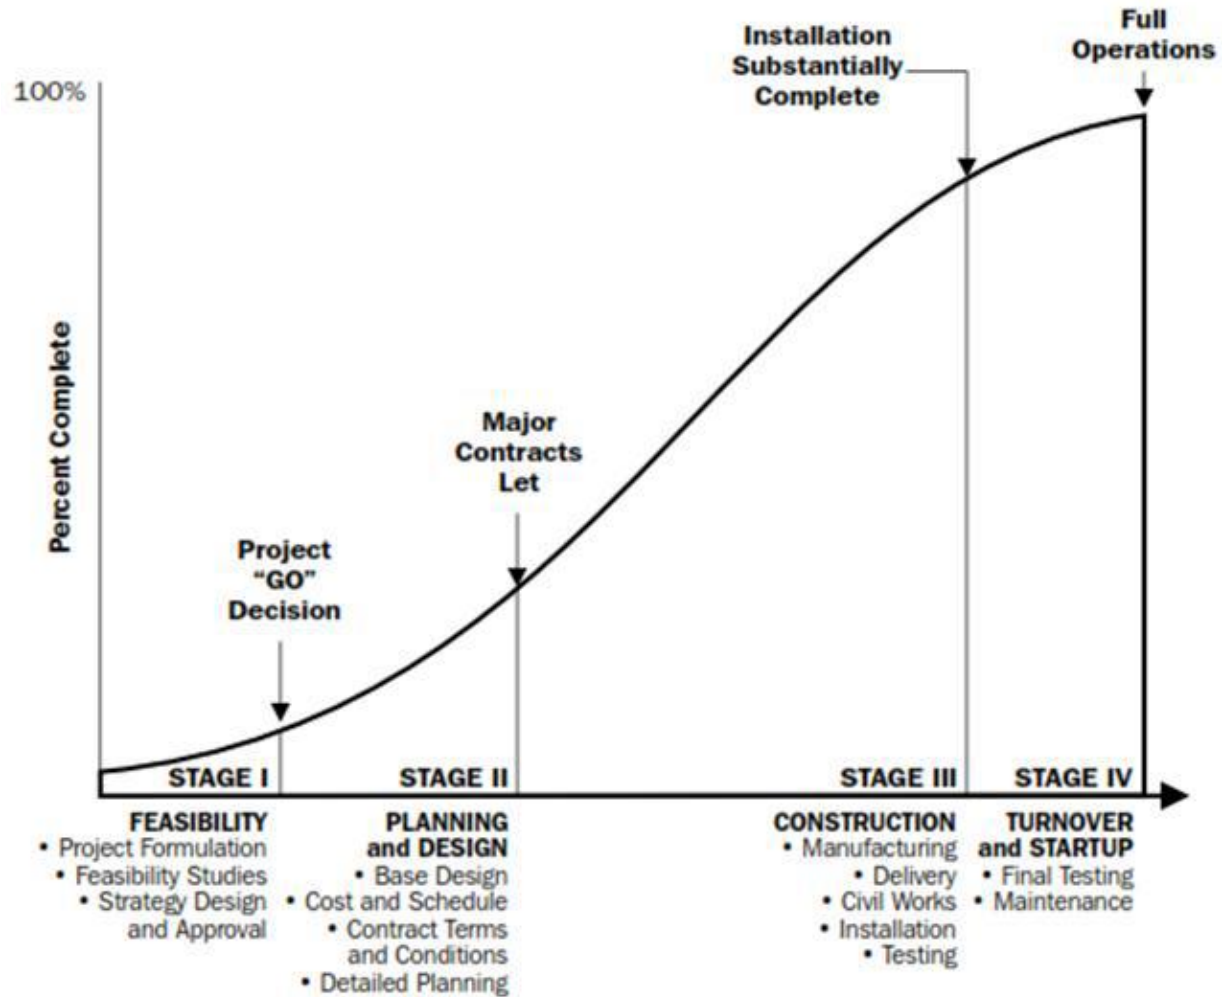 Full
Operations
Installation
Substantially
Complete
100%
Percent Complete
Major
Contracts
Let
Project
“GO”
Decision
STAGE I
STAGE II
STAGE III
STAGE IV
FEASIBILITY
• Project Formulation
• Feasibility Studies
• Strategy Design
and Approval
PLANNING
and DESIGN
• Base Design
• Cost and Schedule
• Contract Terms
and Conditions
• Detailed Planning
CONSTRUCTION
• Manufacturing
• Delivery
• Civil Works
• Installation
• Testing
TURNOVER
and STARTUP
• Final Testing
• Maintenance